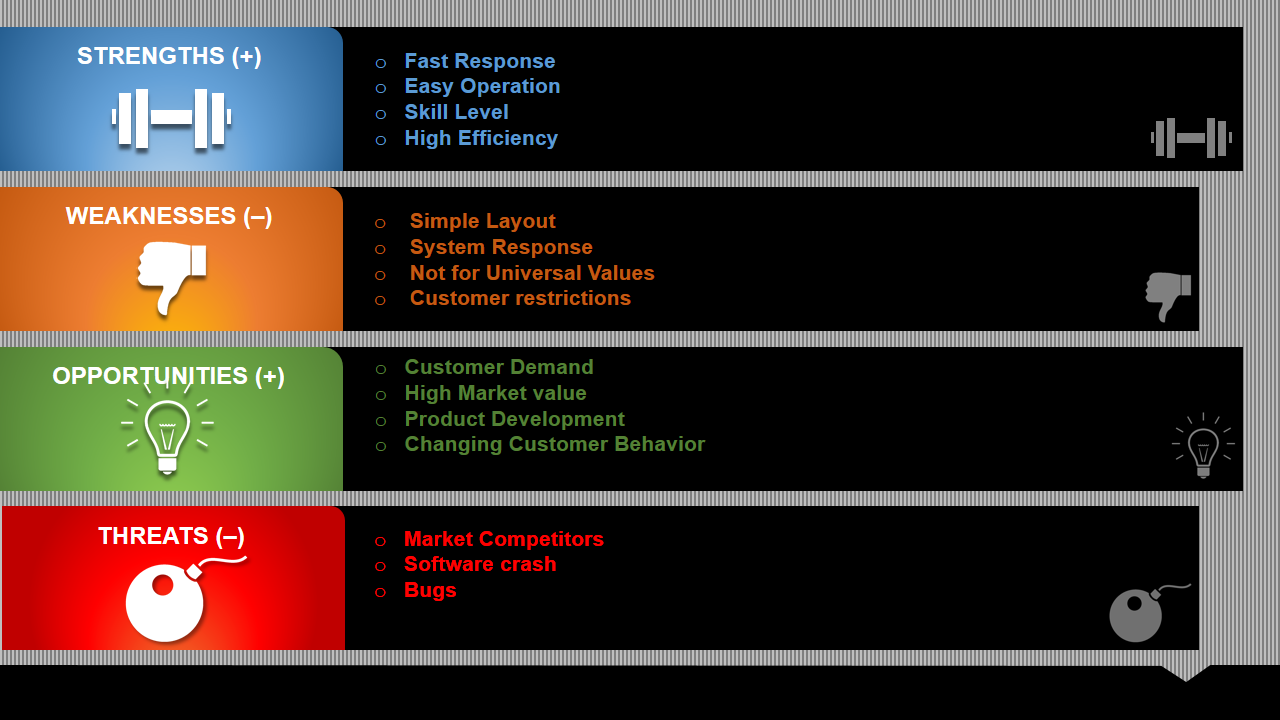 STRENGTHS (+)
o Fast Response
o Easy Operation
o Skill Level
o High Efficiency
WEAKNESSES (–)
o Simple Layout
o System Response
o Not for Universal Values
o Customer restrictions
OPPORTUNITIES (+)
o Customer Demand
o High Market value
o Product Development
o Changing Customer Behavior
THREATS (–)
o Market Competitors
o Software crash
o Bugs